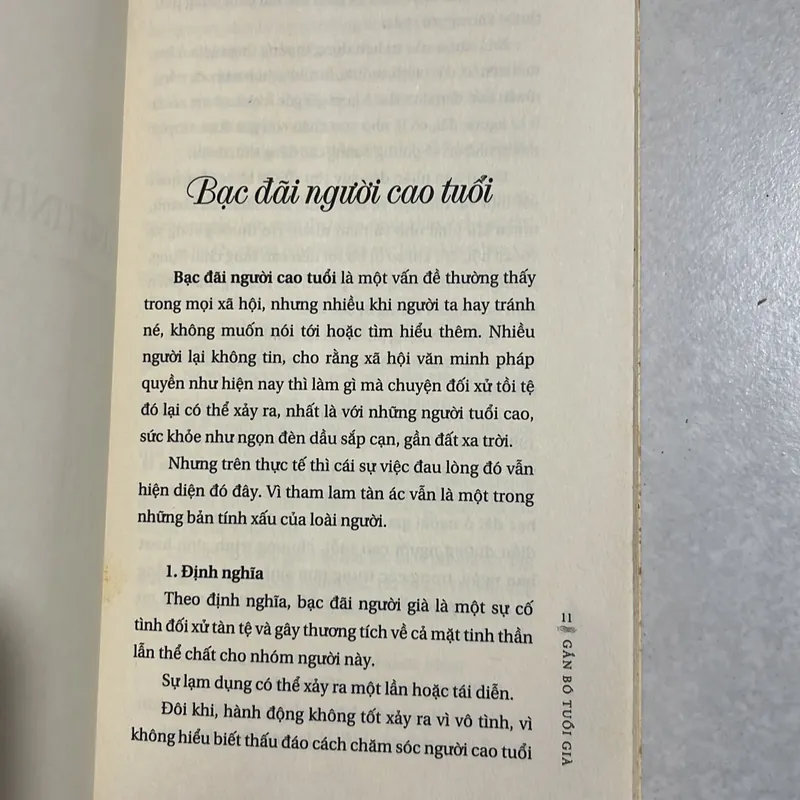 Bạc đãi người cao tuổi
Bạc đãi người cao tuổi là một vấn đề thường thấy
trong mọi xã hội, nhưng nhiều khi người ta hay tránh
né, không muốn nói tới hoặc tìm hiểu thêm. Nhiều
người lại không tin, cho rằng xã hội văn minh pháp
quyền như hiện nay thì làm gì mà chuyện đối xử tồi tệ
đó lại có thể xảy ra, nhất là với những người tuổi cao,
sức khỏe như ngọn đèn dầu sắp cạn, gần đất xa trời.
Nhưng trên thực tế thì cái sự việc đau lòng đó vẫn
hiện diện đó đây. Vì tham lam tàn ác vẫn là một trong
những bản tính xấu của loài người.
1. Định nghĩa
Theo định nghĩa, bạc đãi người già là một sự cố
tình đối xử tàn tệ và gây thương tích về cả mặt tinh thần
lẫn thể chất cho nhóm người này.
Sự lạm dụng có thể xảy ra một lần hoặc tái diễn.
Đôi khi, hành động không tốt xảy ra vì vô tình, vì
không hiểu biết thấu đáo cách chăm sóc người cao tuổi
11
GẮN BÓ TUỔI GIÀ